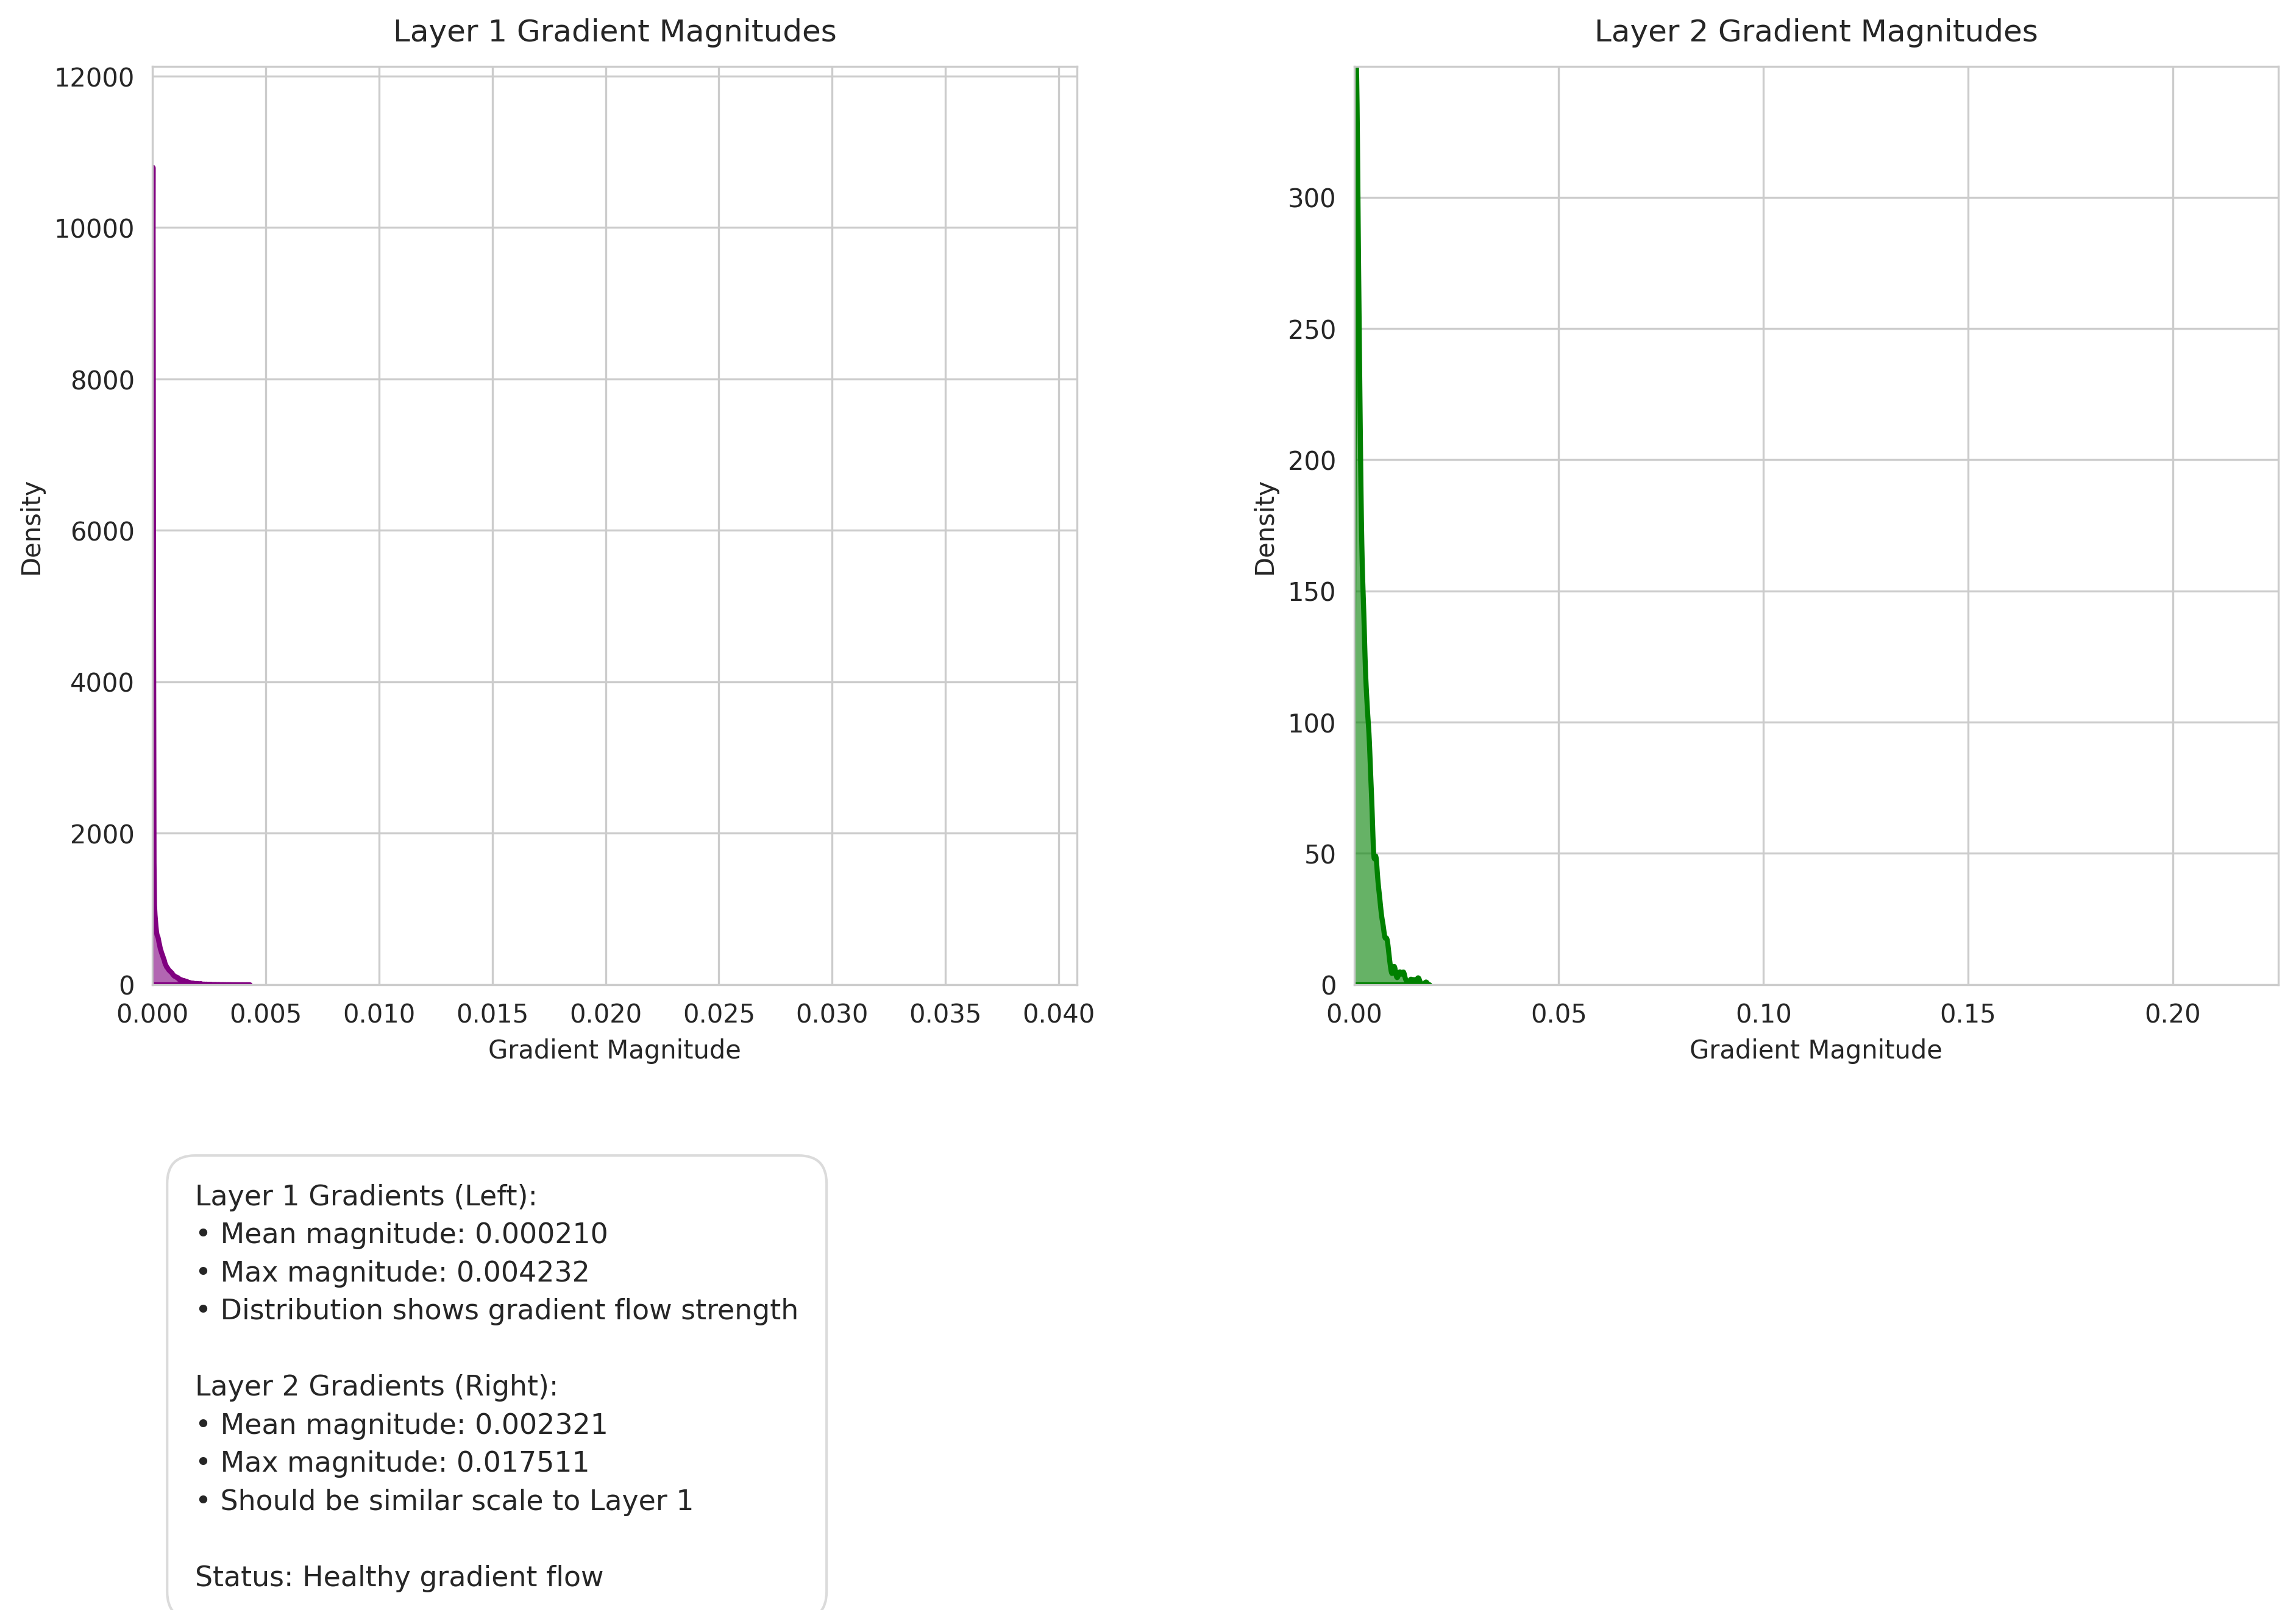 Layer 1 Gradient Magnitudes
12000
10000
8000
6000
4000
2000
0
Density
0.000 0.005 0.010 0.015 0.020 0.025 0.030 0.035 0.040
Gradient Magnitude
Layer 2 Gradient Magnitudes
300
250
200
150
100
50
0
Density
0.00 0.05 0.10 0.15 0.20
Gradient Magnitude
Layer 1 Gradients (Left):
• Mean magnitude: 0.000210
• Max magnitude: 0.004232
• Distribution shows gradient flow strength
Layer 2 Gradients (Right):
• Mean magnitude: 0.002321
• Max magnitude: 0.017511
• Should be similar scale to Layer 1
Status: Healthy gradient flow